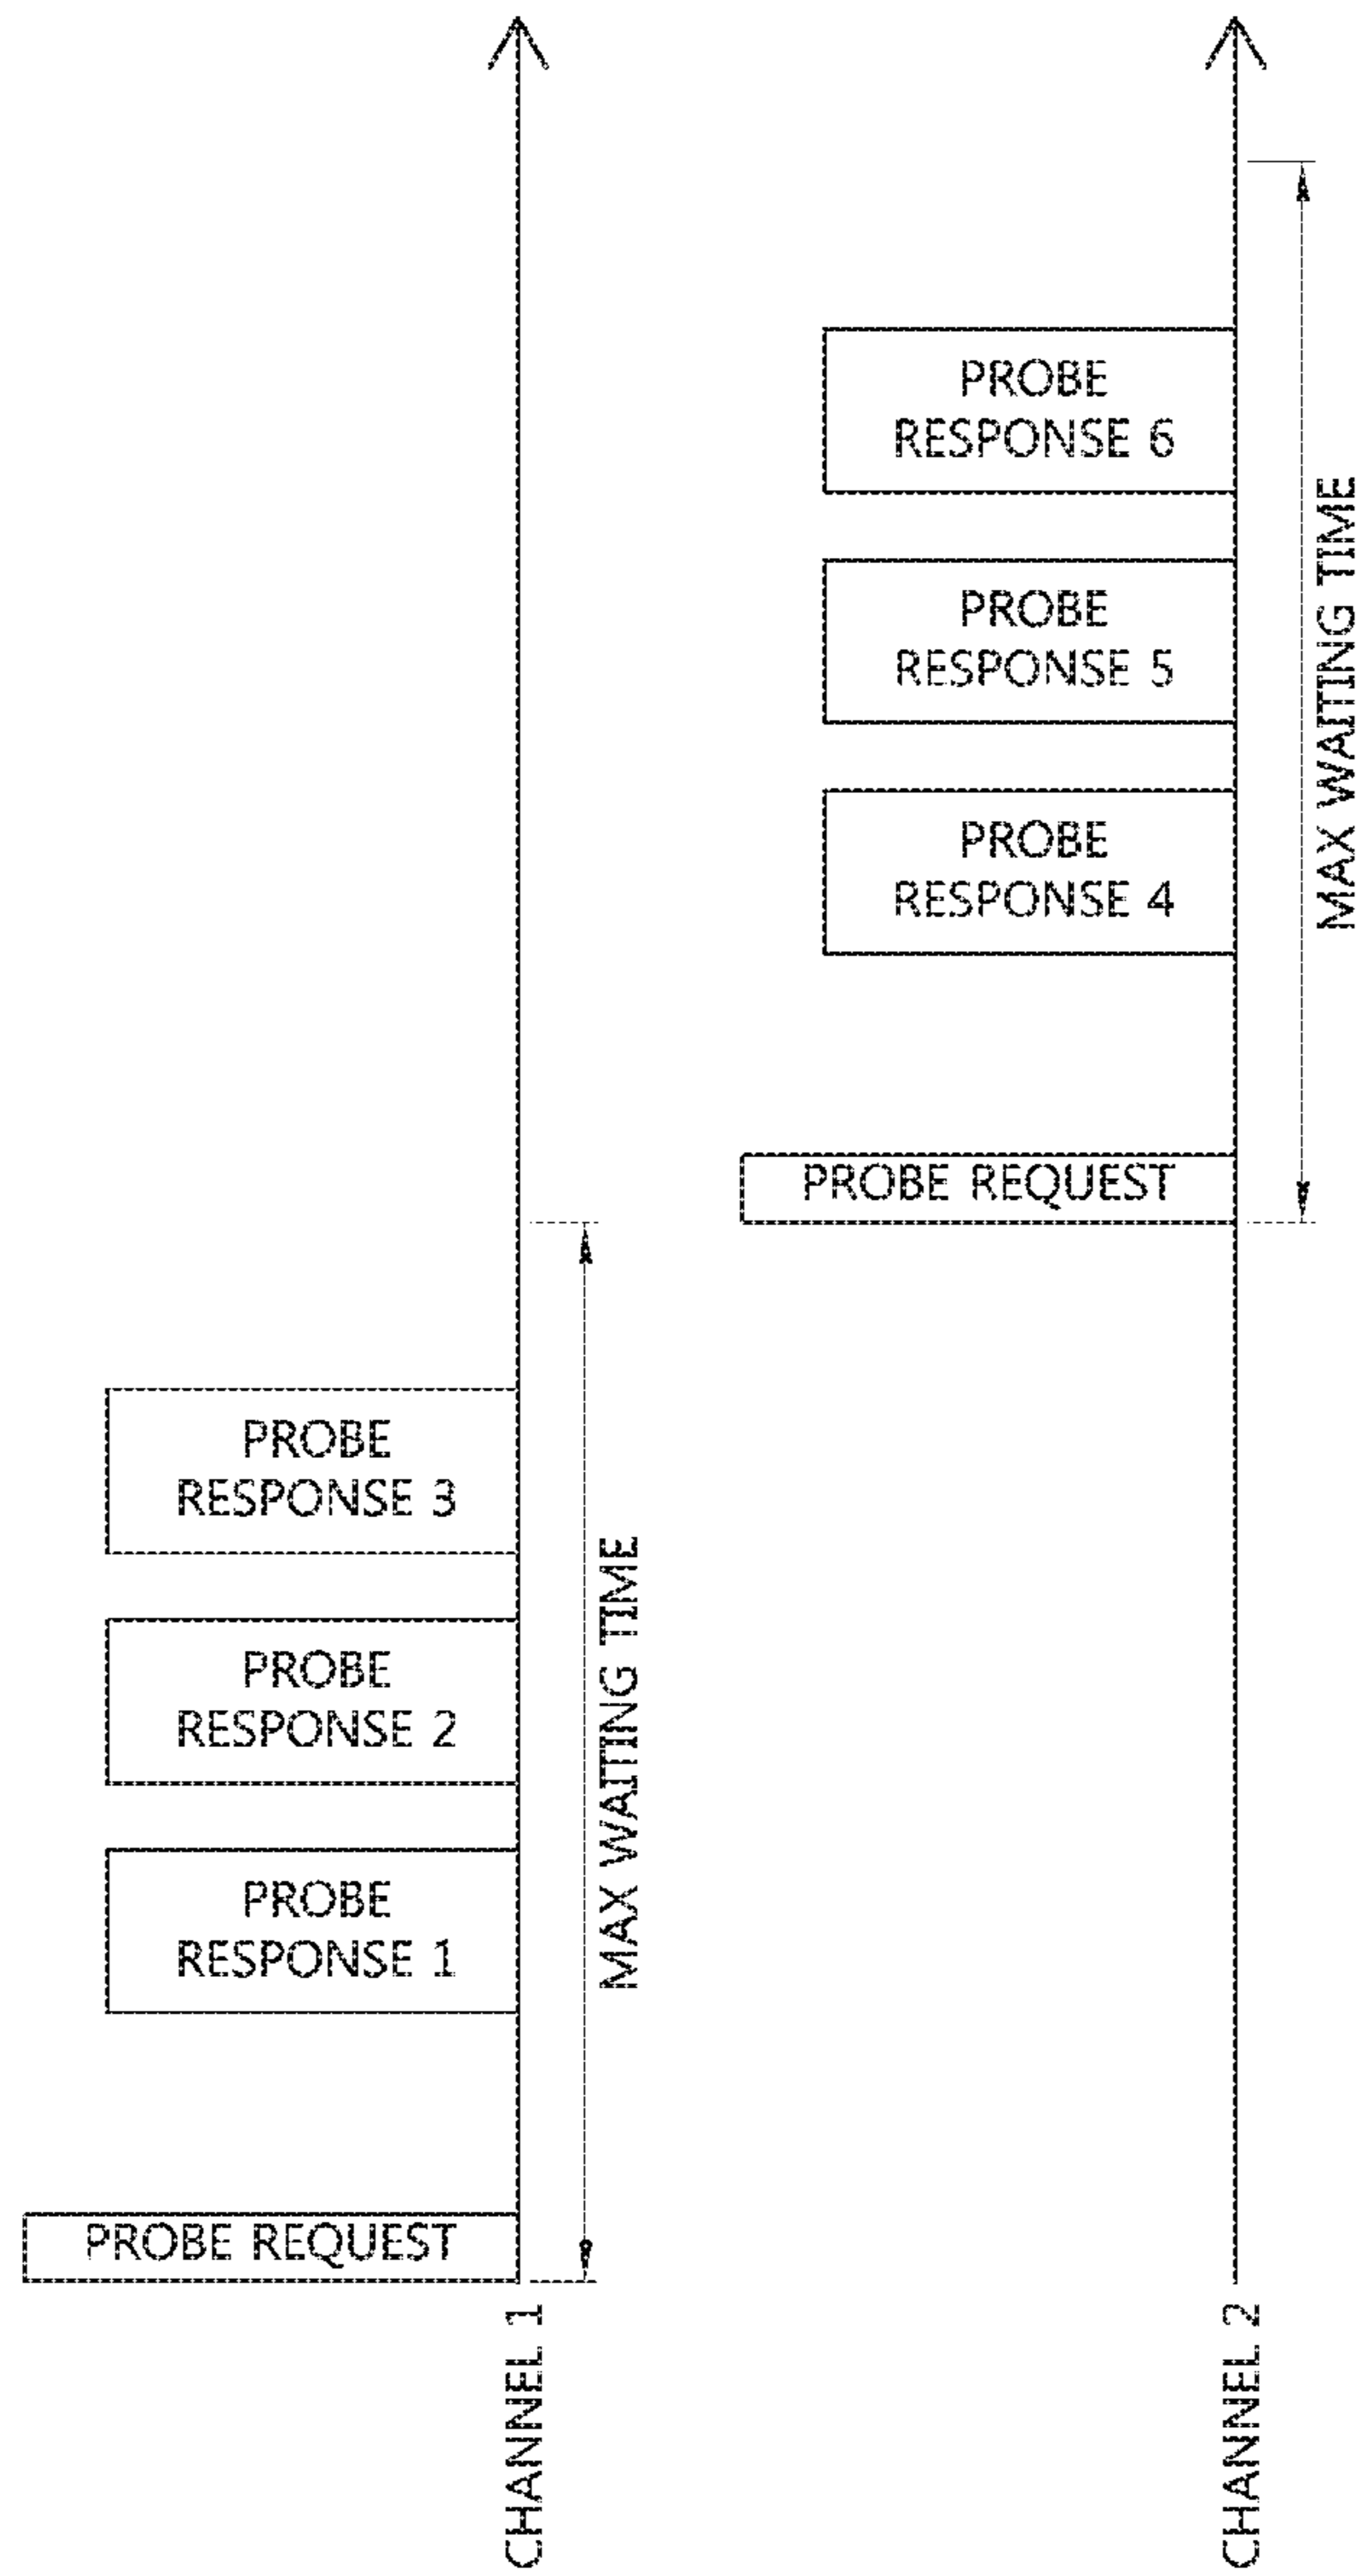 PROBE
RESPONSE 6
PROBE
RESPONSE 5
PROBE
RESPONSE 4
PROBE REQUEST
MAX WAITING TIME
CHANNEL 2
PROBE
RESPONSE 3
PROBE
RESPONSE 2
PROBE
RESPONSE 1
PROBE REQUEST
MAX WAITING TIME
CHANNEL 1